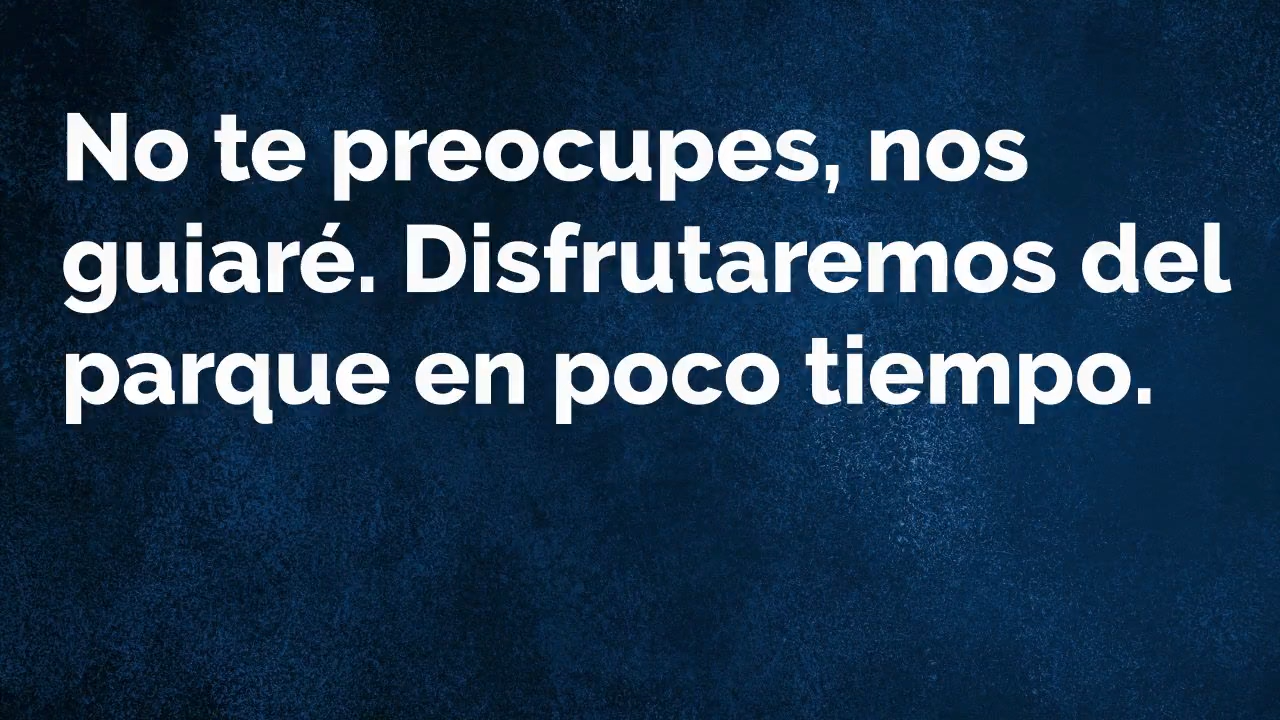 No te preocupes, nos
guiaré. Disfrutaremos del
parque en poco tiempo.